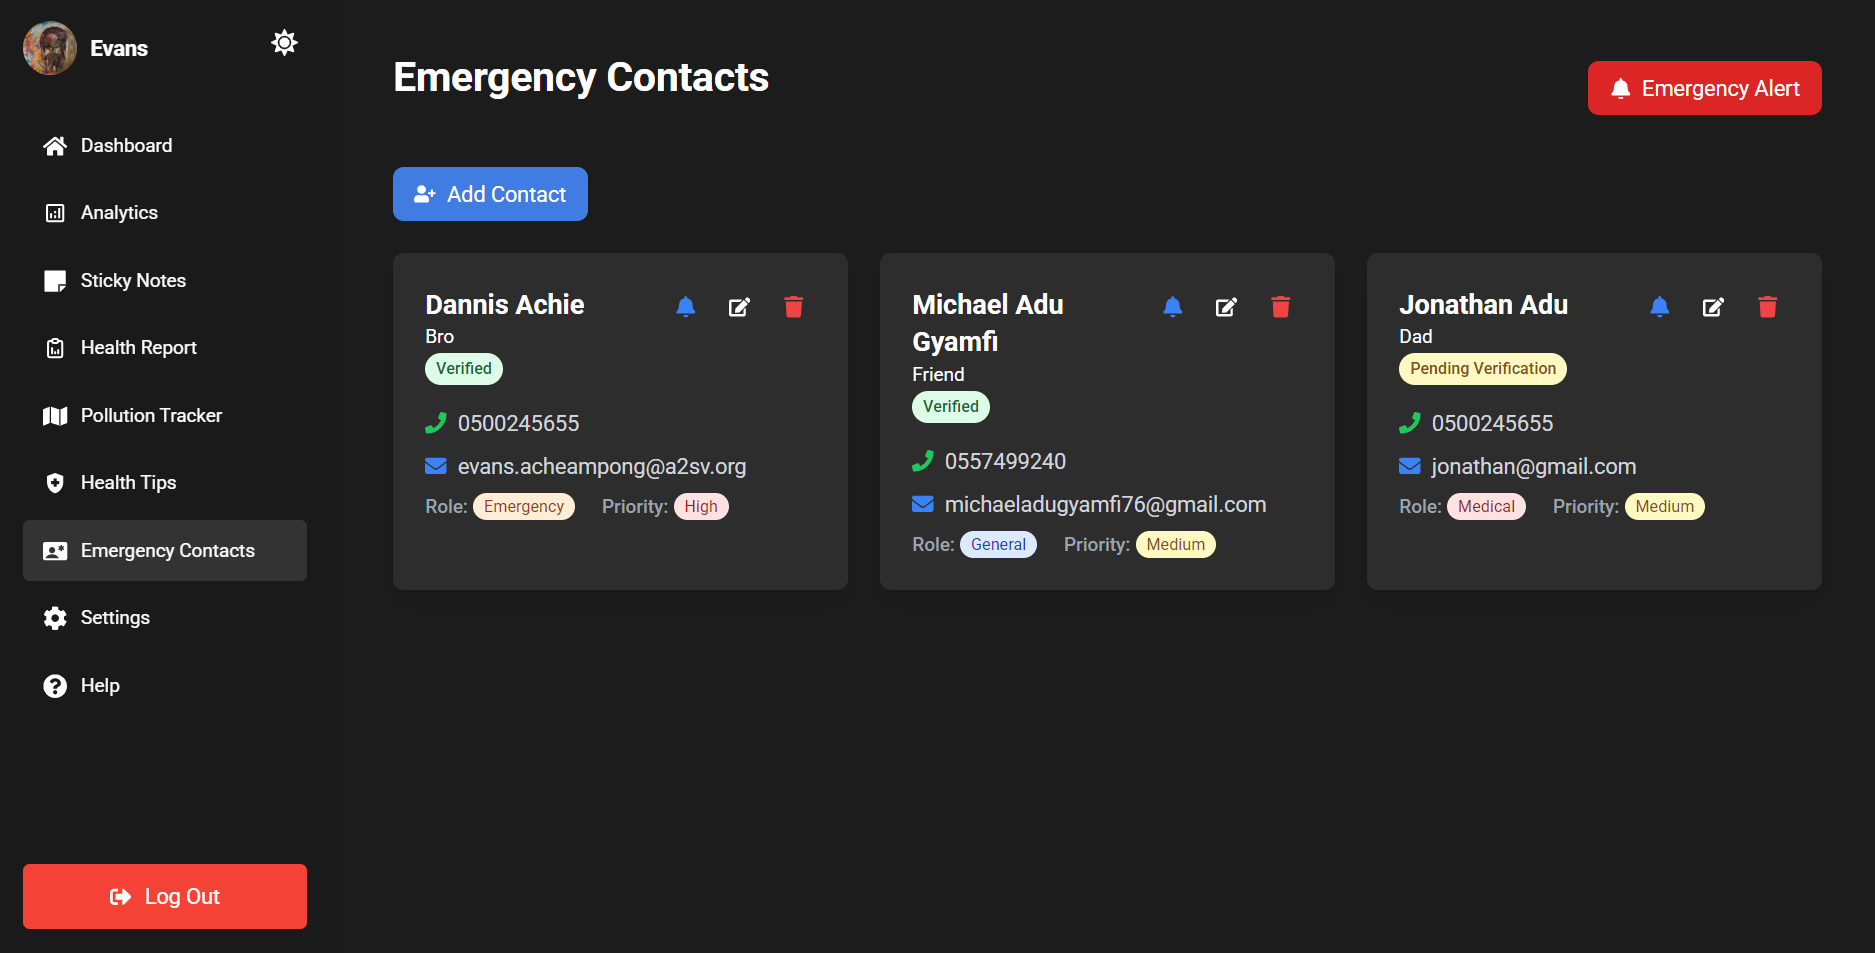 Evans
Dashboard
Analytics
Sticky Notes
Health Report
Pollution Tracker
Health Tips
Emergency Contacts
Settings
Help
Log Out
Emergency Contacts
Emergency Alert
Add Contact
Dannis Achie
Bro
Verified
0500245655
evans.acheampong@a2sv.org
Role: Emergency Priority: High
Michael Adu
Gyamfi
Friend
Verified
0557499240
michaeladugyamfi76@gmail.com
Role: General Priority: Medium
Jonathan Adu
Dad
Pending Verification
0500245655
jonathan@gmail.com
Role: Medical Priority: Medium